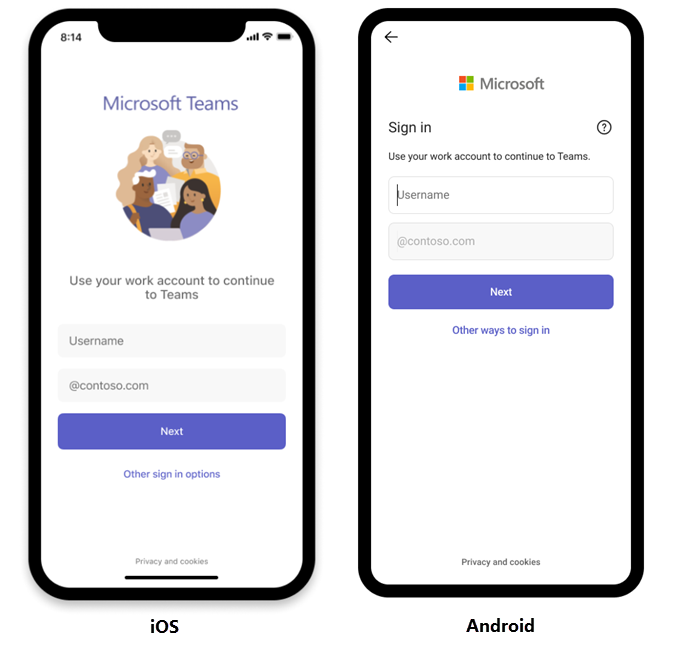 8:14
Microsoft Teams
Use your work account to continue
to Teams
Username
@contoso.com
Next
Other sign in options
Privacy and cookies
iOS
Microsoft
Sign in
?
Use your work account to continue to Teams.
Username
@contoso.com
Next
Other ways to sign in
Privacy and cookies
Android